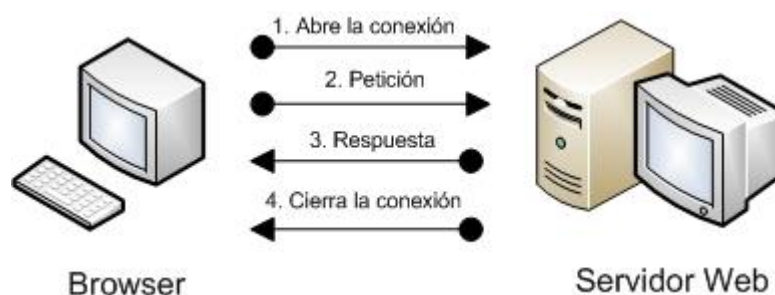 1. Abre la conexión
2. Petición
3. Respuesta
4. Cierra la conexión
Browser
Servidor Web